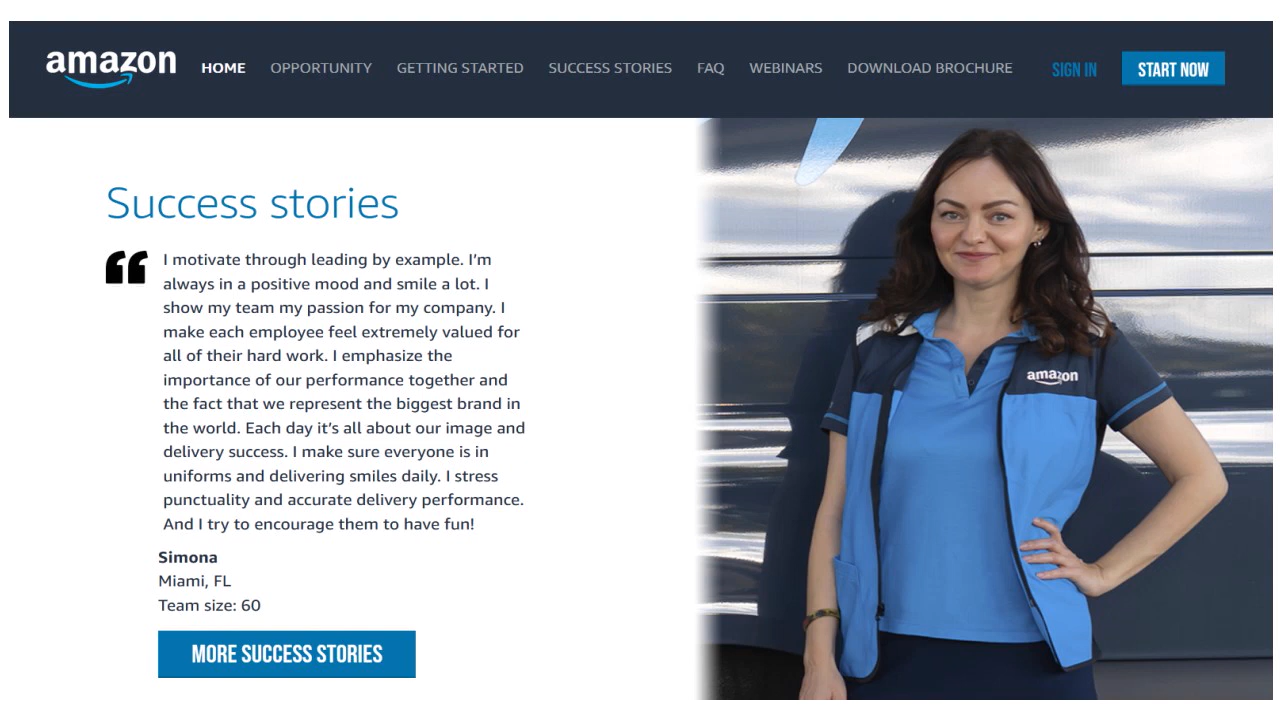 amazon HOME OPPORTUNITY GETTING STARTED SUCCESS STORIES FAQ WEBINARS DOWNLOAD BROCHURE SIGN IN START NOW
Success stories
“ I motivate through leading by example. I’m
always in a positive mood and smile a lot. I
show my team my passion for my company. I
make each employee feel extremely valued for
all of their hard work. I emphasize the
importance of our performance together and
the fact that we represent the biggest brand in
the world. Each day it’s all about our image and
delivery success. I make sure everyone is in
uniforms and delivering smiles daily. I stress
punctuality and accurate delivery performance.
And I try to encourage them to have fun!
Simona
Miami, FL
Team size: 60
MORE SUCCESS STORIES
amazon